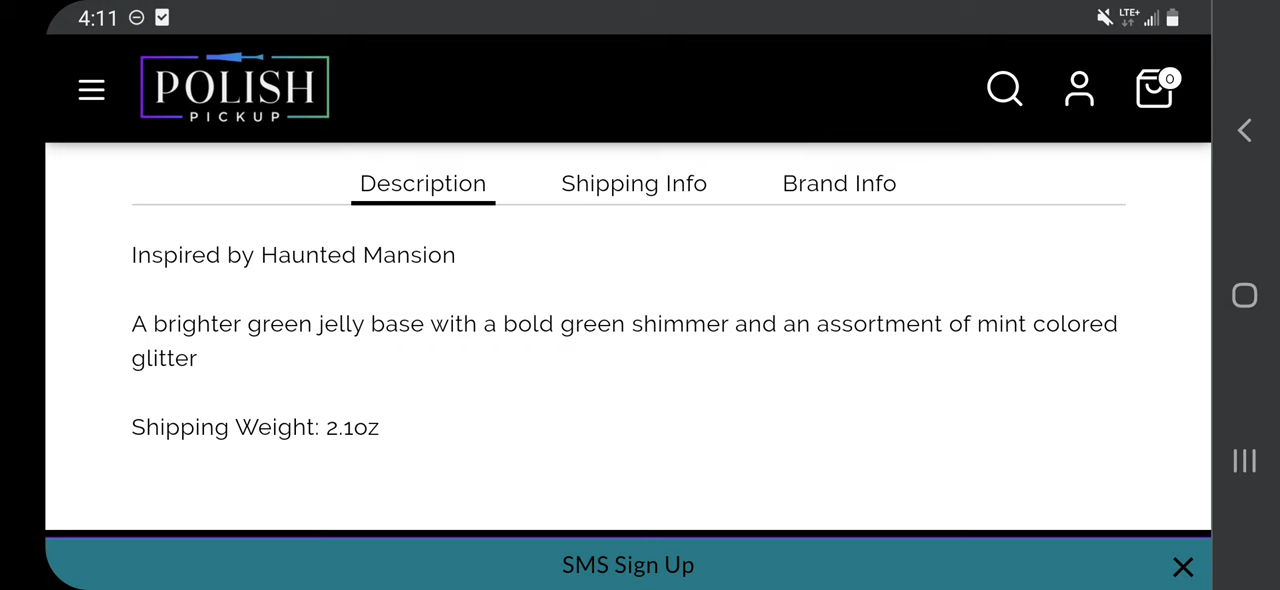 4:11
LTE+
POLISH
PICKUP
0
Description Shipping Info Brand Info
Inspired by Haunted Mansion
A brighter green jelly base with a bold green shimmer and an assortment of mint colored
glitter
Shipping Weight: 2.1oz
SMS Sign Up